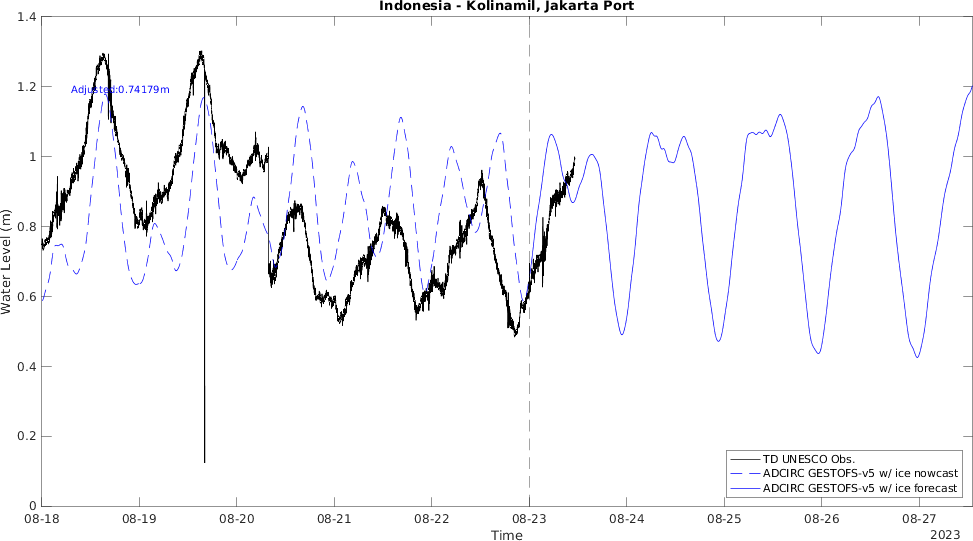 Indonesia - Kolinamil, Jakarta Port
1.4
1.2
1
0.8
0.6
0.4
0.2
0
Water Level (m)
Adjusted:0.74179m
TD UNESCO Obs.
ADCIRC GESTOFS-v5 w/ ice nowcast
ADCIRC GESTOFS-v5 w/ ice forecast
08-18 08-19 08-20 08-21 08-22 08-23 08-24 08-25 08-26 08-27
Time
2023